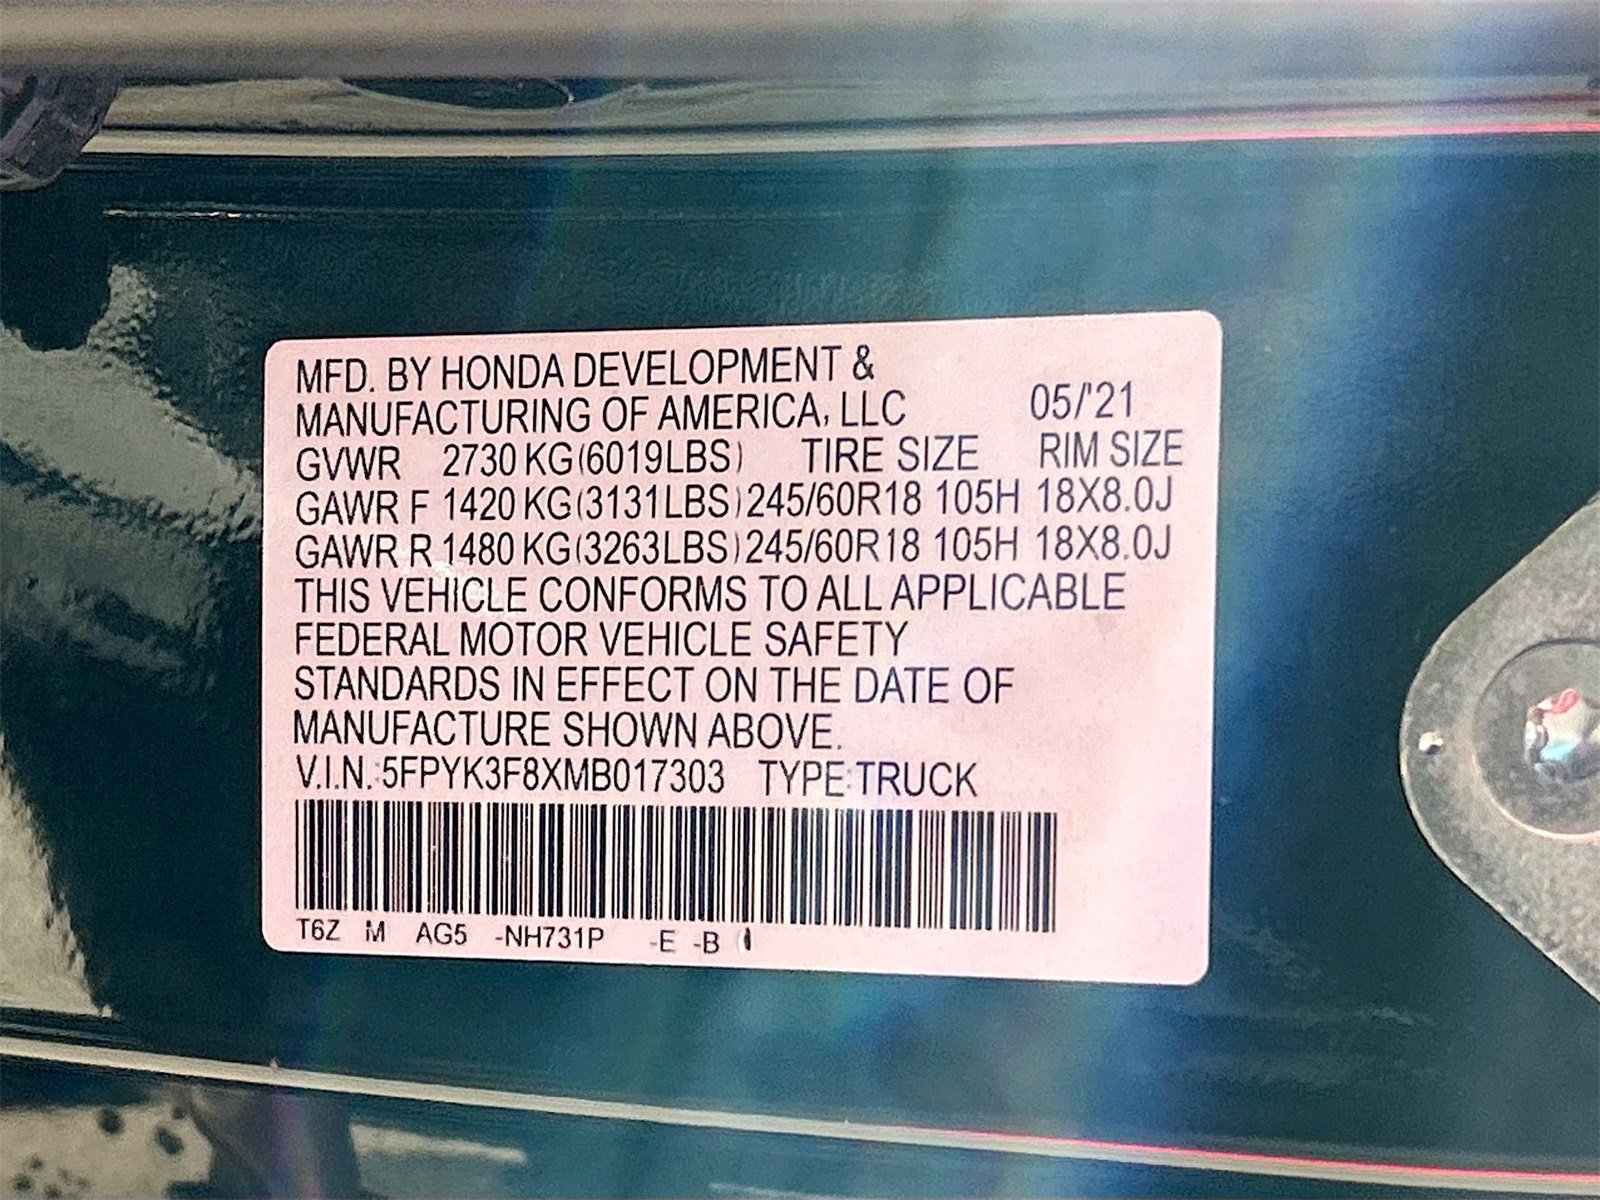 MFD. BY HONDA DEVELOPMENT &
MANUFACTURING OF AMERICA, LLC 05/'21
GVWR 2730 KG(6019LBS) TIRE SIZE RIM SIZE
GAWR F 1420 KG(3131LBS) 245/60R18 105H 18X8.0J
GAWR R 1480 KG(3263LBS) 245/60R18 105H 18X8.0J
THIS VEHICLE CONFORMS TO ALL APPLICABLE
FEDERAL MOTOR VEHICLE SAFETY
STANDARDS IN EFFECT ON THE DATE OF
MANUFACTURE SHOWN ABOVE.
V.I.N.:5FPYK3F8XMB017303 TYPE:TRUCK
T6Z M AG5 -NH731P -E -B